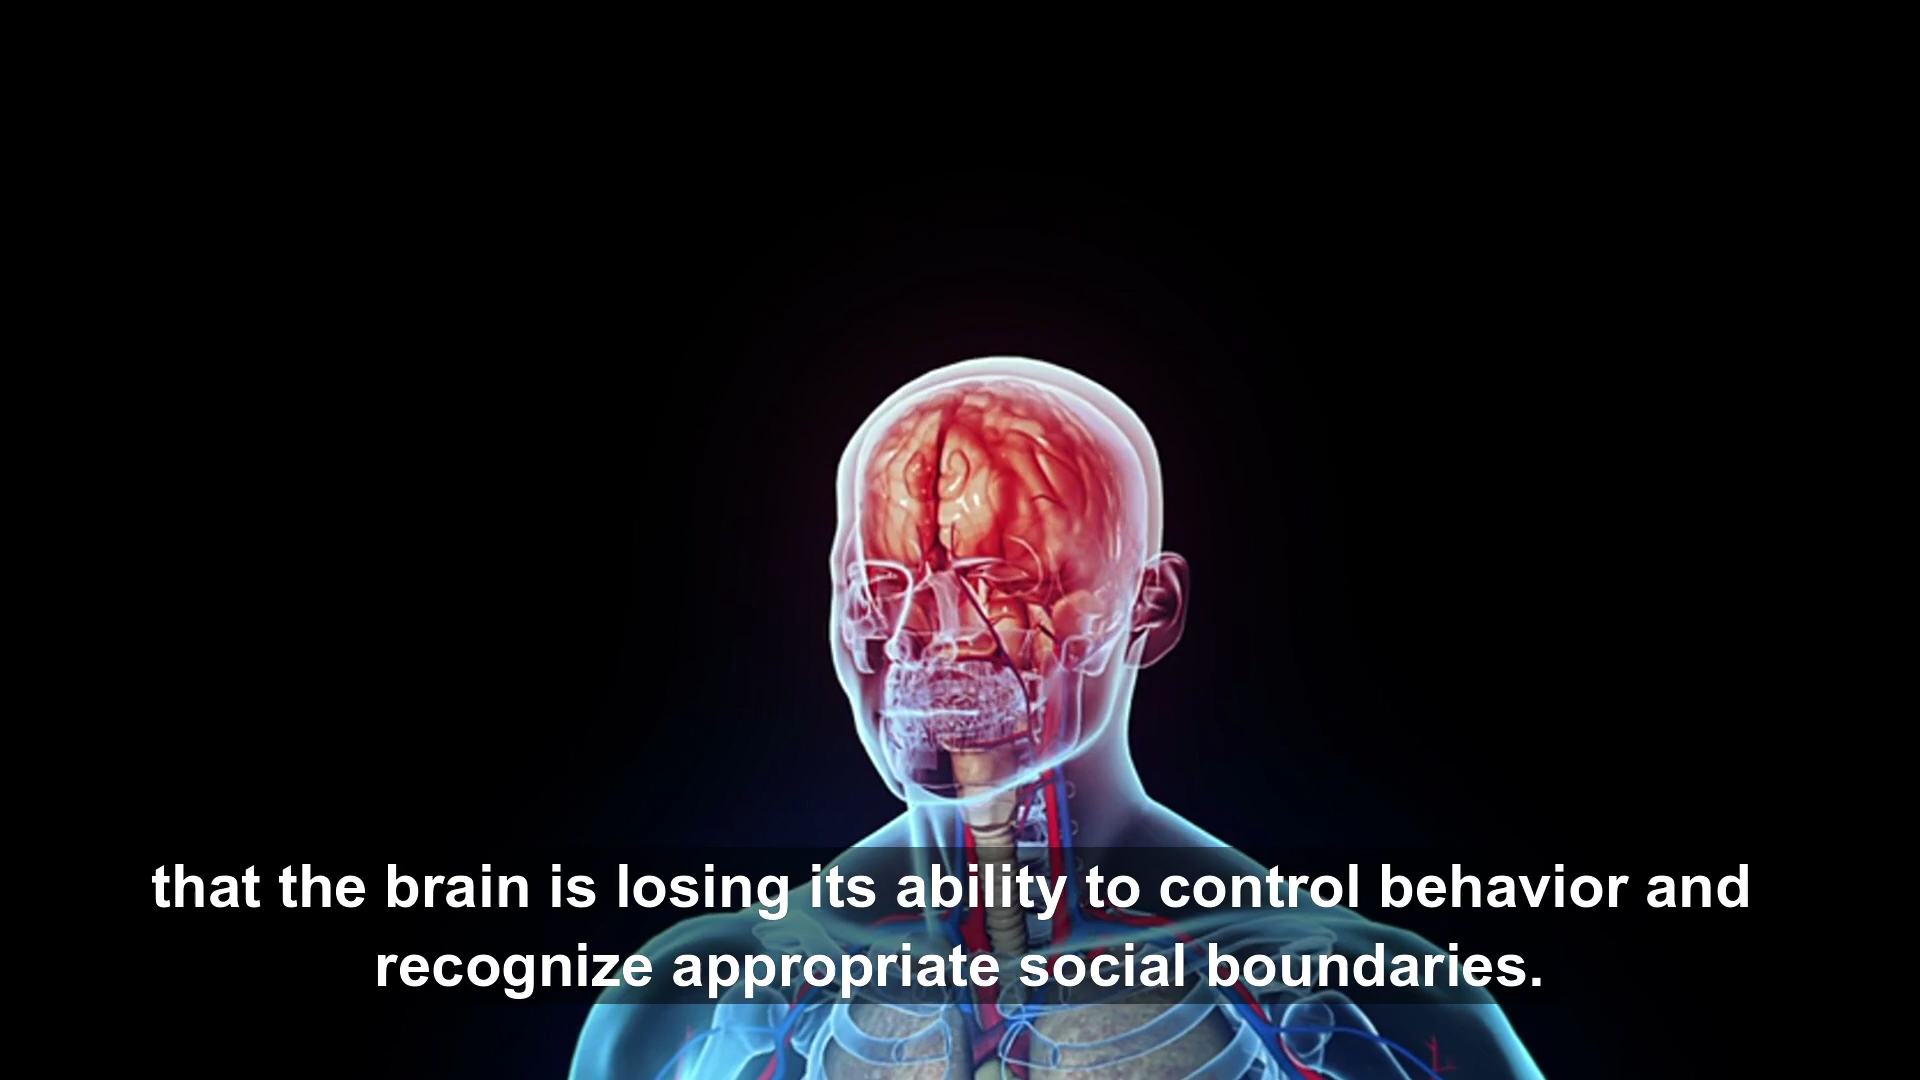 that the brain is losing its ability to control behavior and
recognize appropriate social boundaries.